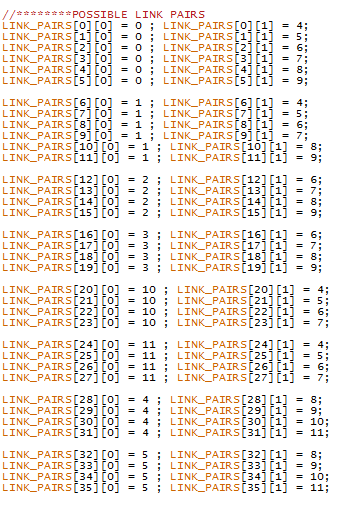 //********POSSIBLE LINK PAIRS
LINK_PAIRS[0][0] = 0 ; LINK_PAIRS[0][1] = 4;
LINK_PAIRS[1][0] = 0 ; LINK_PAIRS[1][1] = 5;
LINK_PAIRS[2][0] = 0 ; LINK_PAIRS[2][1] = 6;
LINK_PAIRS[3][0] = 0 ; LINK_PAIRS[3][1] = 7;
LINK_PAIRS[4][0] = 0 ; LINK_PAIRS[4][1] = 8;
LINK_PAIRS[5][0] = 0 ; LINK_PAIRS[5][1] = 9;
LINK_PAIRS[6][0] = 1 ; LINK_PAIRS[6][1] = 4;
LINK_PAIRS[7][0] = 1 ; LINK_PAIRS[7][1] = 5;
LINK_PAIRS[8][0] = 1 ; LINK_PAIRS[8][1] = 6;
LINK_PAIRS[9][0] = 1 ; LINK_PAIRS[9][1] = 7;
LINK_PAIRS[10][0] = 1 ; LINK_PAIRS[10][1] = 8;
LINK_PAIRS[11][0] = 1 ; LINK_PAIRS[11][1] = 9;
LINK_PAIRS[12][0] = 2 ; LINK_PAIRS[12][1] = 6;
LINK_PAIRS[13][0] = 2 ; LINK_PAIRS[13][1] = 7;
LINK_PAIRS[14][0] = 2 ; LINK_PAIRS[14][1] = 8;
LINK_PAIRS[15][0] = 2 ; LINK_PAIRS[15][1] = 9;
LINK_PAIRS[16][0] = 3 ; LINK_PAIRS[16][1] = 6;
LINK_PAIRS[17][0] = 3 ; LINK_PAIRS[17][1] = 7;
LINK_PAIRS[18][0] = 3 ; LINK_PAIRS[18][1] = 8;
LINK_PAIRS[19][0] = 3 ; LINK_PAIRS[19][1] = 9;
LINK_PAIRS[20][0] = 10 ; LINK_PAIRS[20][1] = 4;
LINK_PAIRS[21][0] = 10 ; LINK_PAIRS[21][1] = 5;
LINK_PAIRS[22][0] = 10 ; LINK_PAIRS[22][1] = 6;
LINK_PAIRS[23][0] = 10 ; LINK_PAIRS[23][1] = 7;
LINK_PAIRS[24][0] = 11 ; LINK_PAIRS[24][1] = 4;
LINK_PAIRS[25][0] = 11 ; LINK_PAIRS[25][1] = 5;
LINK_PAIRS[26][0] = 11 ; LINK_PAIRS[26][1] = 6;
LINK_PAIRS[27][0] = 11 ; LINK_PAIRS[27][1] = 7;
LINK_PAIRS[28][0] = 4 ; LINK_PAIRS[28][1] = 8;
LINK_PAIRS[29][0] = 4 ; LINK_PAIRS[29][1] = 9;
LINK_PAIRS[30][0] = 4 ; LINK_PAIRS[30][1] = 10;
LINK_PAIRS[31][0] = 4 ; LINK_PAIRS[31][1] = 11;
LINK_PAIRS[32][0] = 5 ; LINK_PAIRS[32][1] = 8;
LINK_PAIRS[33][0] = 5 ; LINK_PAIRS[33][1] = 9;
LINK_PAIRS[34][0] = 5 ; LINK_PAIRS[34][1] = 10;
LINK_PAIRS[35][0] = 5 ; LINK_PAIRS[35][1] = 11;